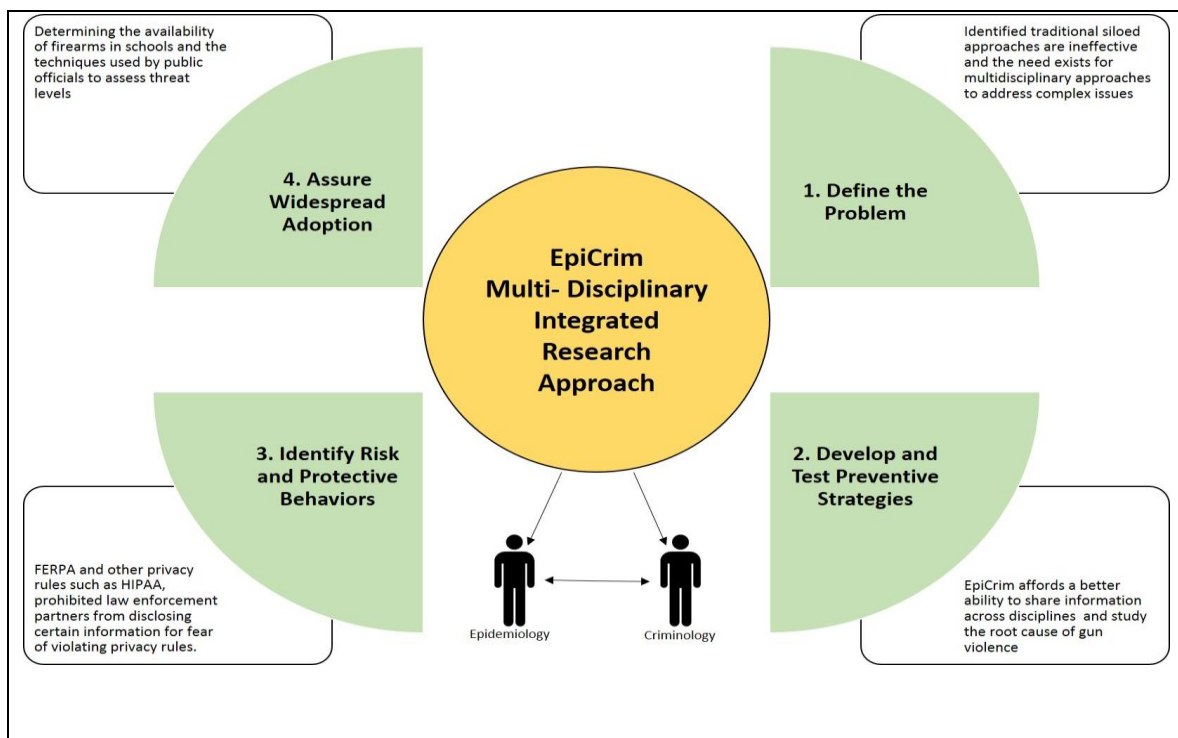 Determining the availability
of firearms in schools and the
techniques used by public
officials to assess threat
levels
Identified traditional siloed
approaches are ineffective
and the need exists for
multidisciplinary approaches
to address complex issues
4. Assure
Widespread
Adoption
1. Define the
Problem
EpiCrim
Multi- Disciplinary
Integrated
Research
Approach
3. Identify Risk
and Protective
Behaviors
2. Develop and
Test Preventive
Strategies
FERPA and other privacy
rules such as HIPAA,
prohibited law enforcement
partners from disclosing
certain information for fear
of violating privacy rules.
Epidemiology
Criminology
EpiCrim affords a better
ability to share information
across disciplines and study
the root cause of gun
violence